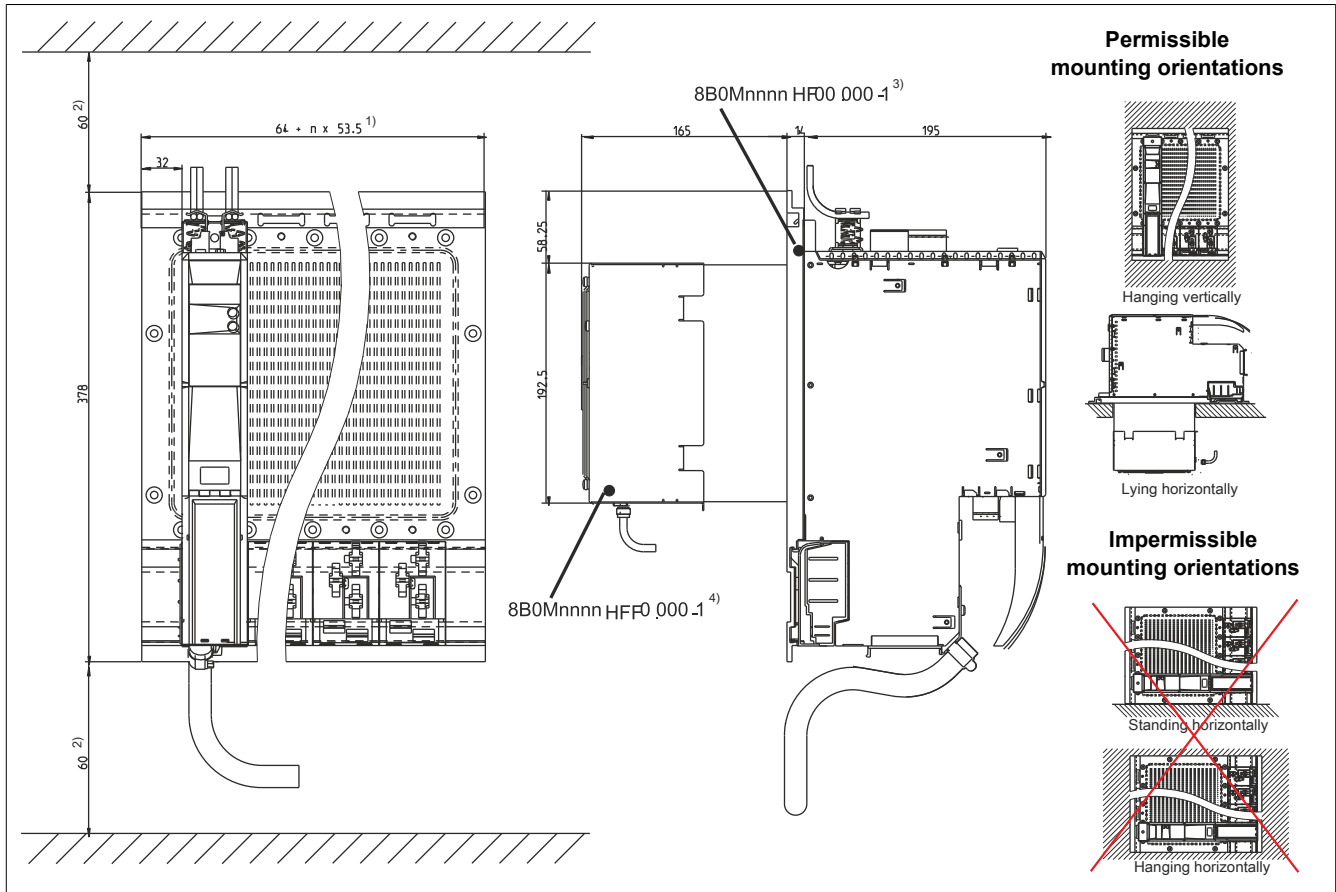 Permissible
mounting orientations
8B0Mnnnn HF00.000-1 3)
60 2)
64 + n x 53.5 1)
32
165
14
195
58.25
378
192.5
Hanging vertically
Lying horizontally
8B0Mnnnn HFF0.000-1 4)
Impermissible
mounting orientations
Standing horizontally
60 2)
Hanging horizontally